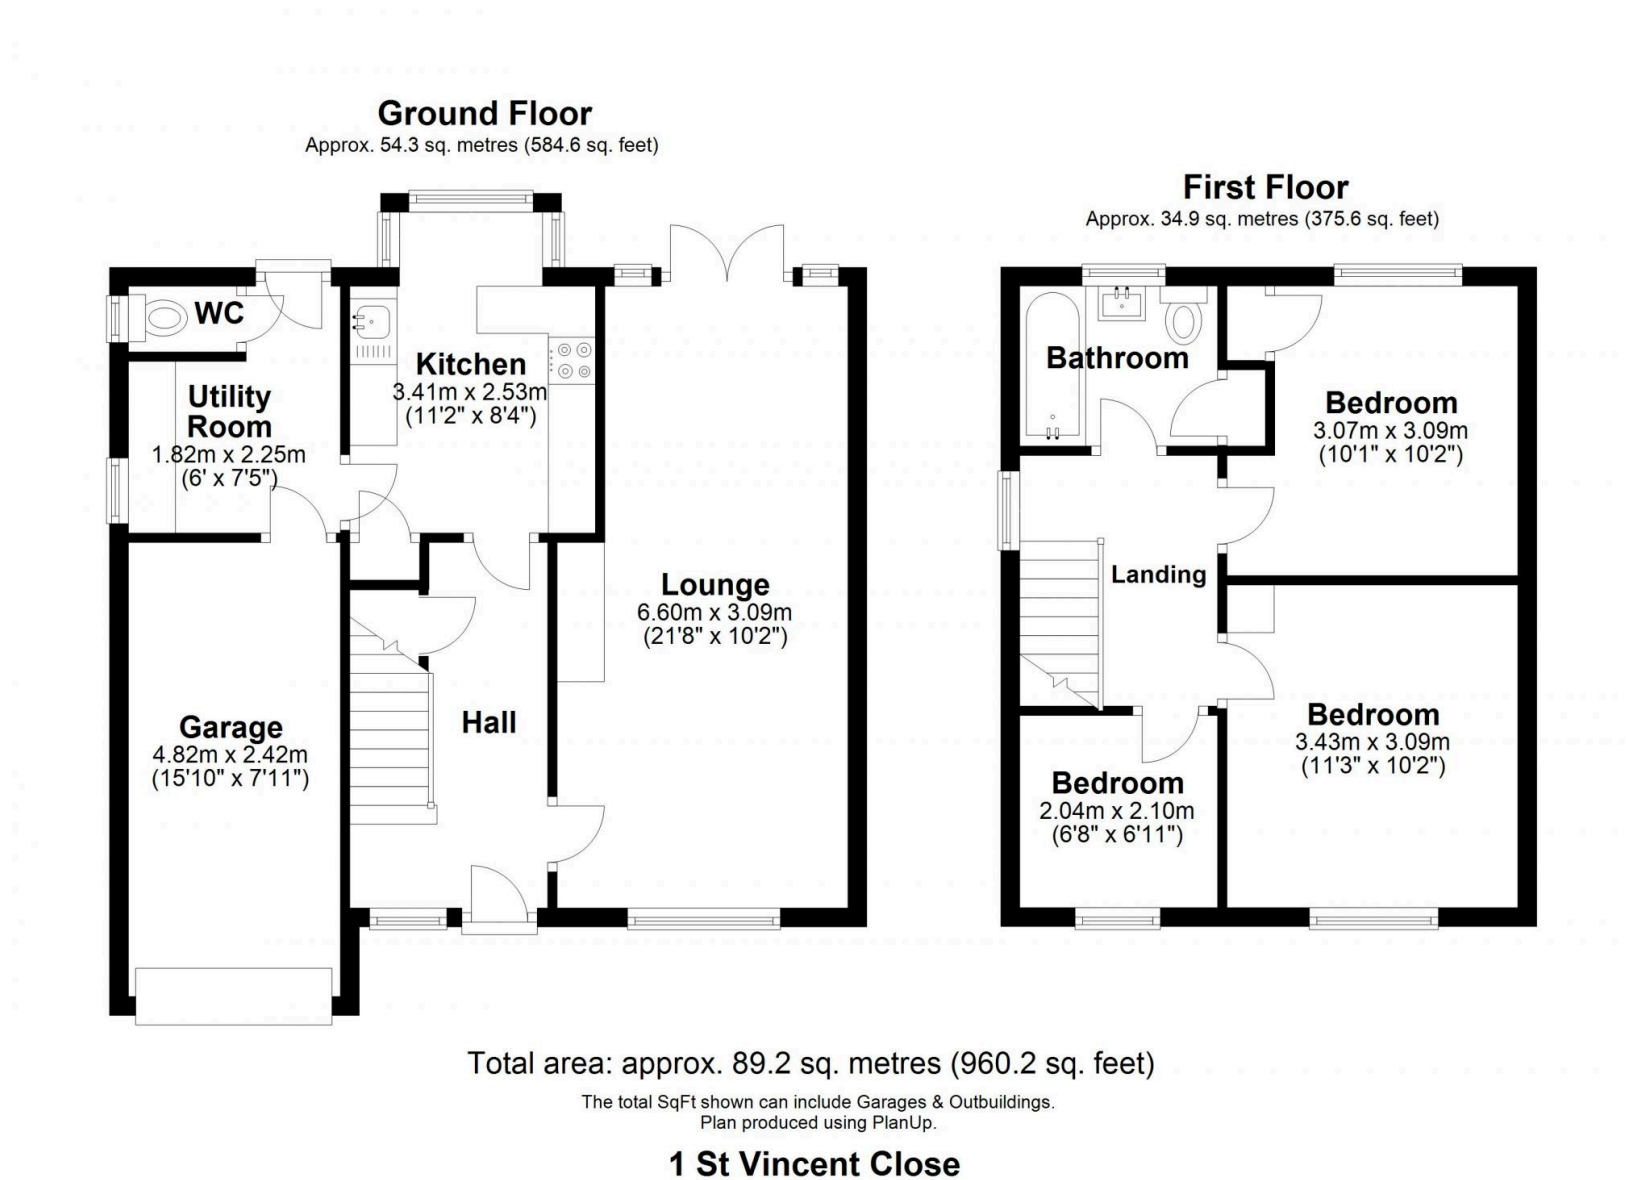 Ground Floor
Approx. 54.3 sq. metres (584.6 sq. feet)
First Floor
Approx. 34.9 sq. metres (375.6 sq. feet)
WC
Kitchen
3.41m x 2.53m
(11'2" x 8'4")
Utility
Room
1.82m x 2.25m
(6' x 7'5")
Lounge
6.60m x 3.09m
(21'8" x 10'2")
Hall
Garage
4.82m x 2.42m
(15'10" x 7'11")
Bathroom
Bedroom
3.07m x 3.09m
(10'1" x 10'2")
Landing
Bedroom
3.43m x 3.09m
(11'3" x 10'2")
Bedroom
2.04m x 2.10m
(6'8" x 6'11")
Total area: approx. 89.2 sq. metres (960.2 sq. feet)
The total SqFt shown can include Garages & Outbuildings.
Plan produced using PlanUp.
1 St Vincent Close